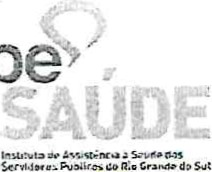 pe
SAÚDE
Instituto de Assistência à Saúde dos
Servidores Públicos do Rio Grande do Sul